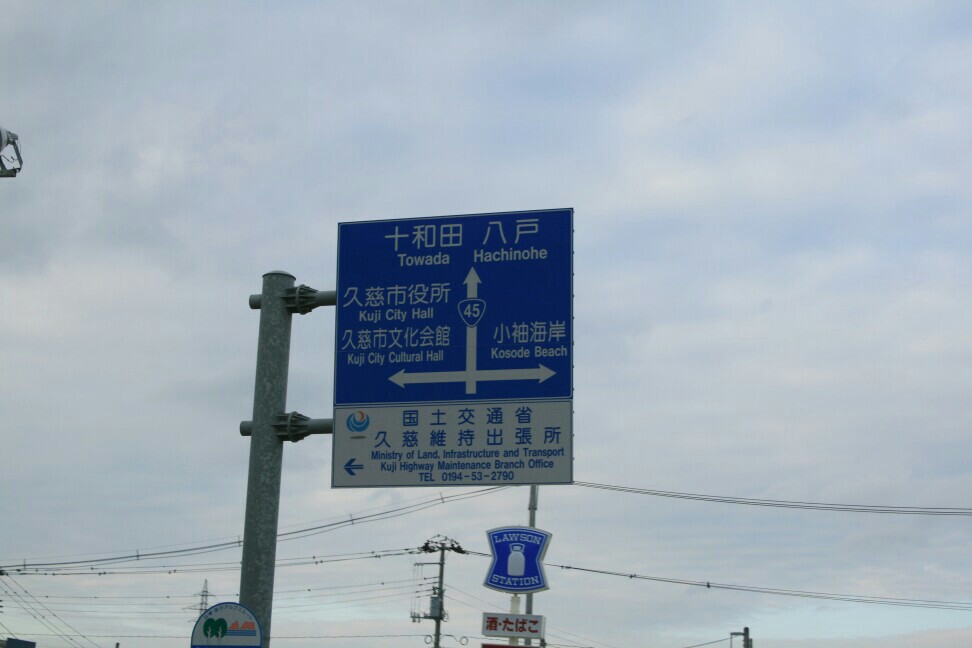 十和田 八戸
Towada Hachinohe
久慈市役所
Kuji City Hall
45
久慈市文化会館
Kuji City Cultural Hall
小袖海岸
Kosode Beach
国土交通省
久慈維持出張所
Ministry of Land, Infrastructure and Transport
Kuji Highway Maintenance Branch Office
TEL 0194-53-2790
LAWSON
STATION
酒・たばこ